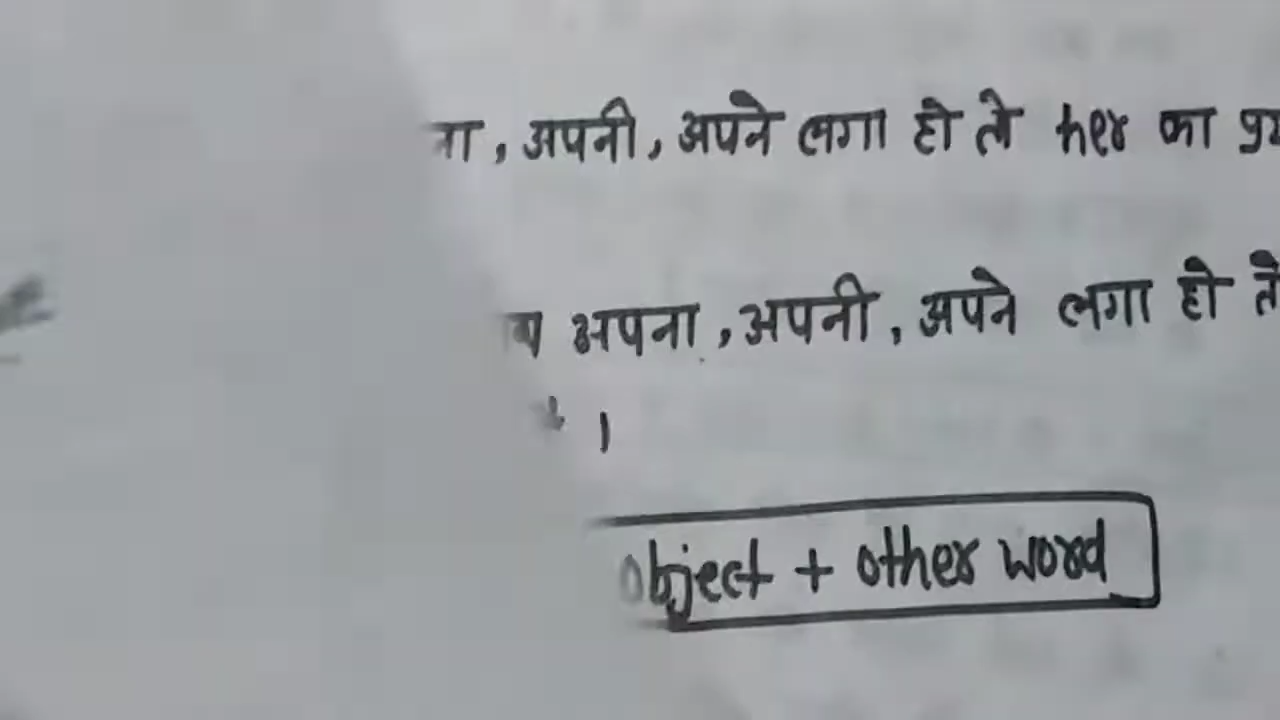 , अपनी, अपने लगा हो तो her का
अपना, अपनी, अपने लगा हो
।
object + other word